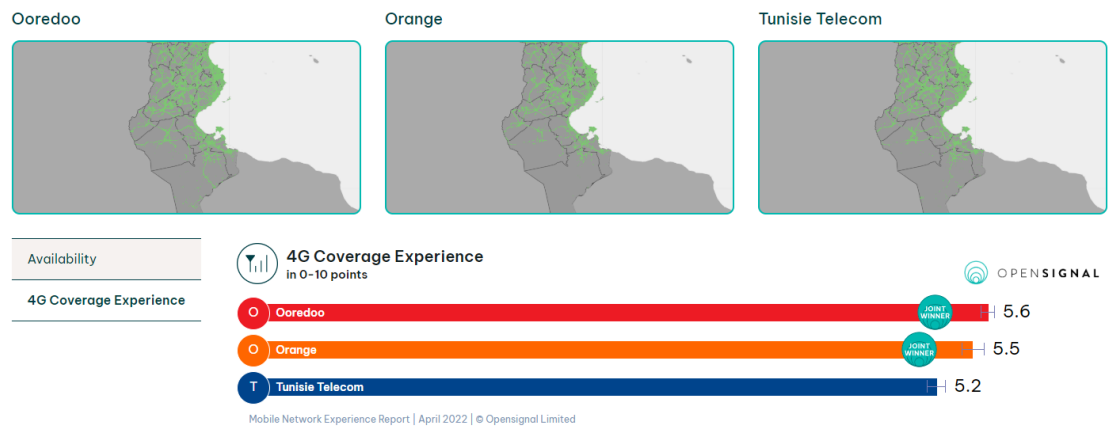 Ooredoo
Orange
Tunisie Telecom
Availability
4G Coverage Experience
4G Coverage Experience
in 0-10 points
OPENSIGNAL
O Ooredoo JOINT WINNER 5.6
O Orange JOINT WINNER 5.5
T Tunisie Telecom 5.2
Mobile Network Experience Report | April 2022 | © Opensignal Limited